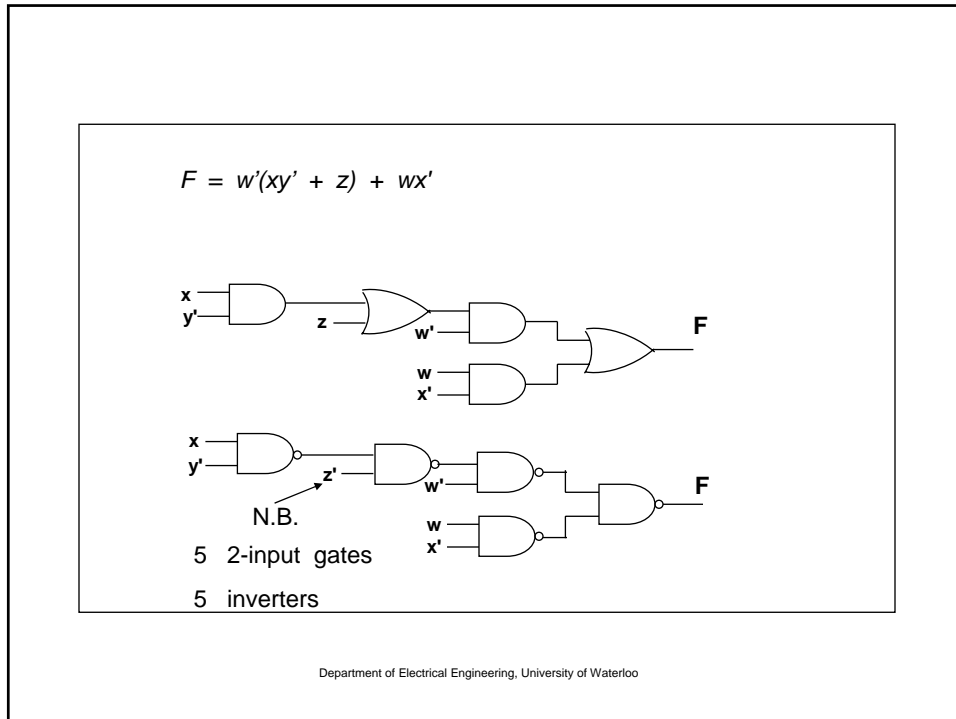 F = w'(xy' + z) + wx'
x
y'
z
w'
F
w
x'
x
y'
z'
w'
F
N.B.
w
x'
5 2-input gates
5 inverters
Department of Electrical Engineering, University of Waterloo